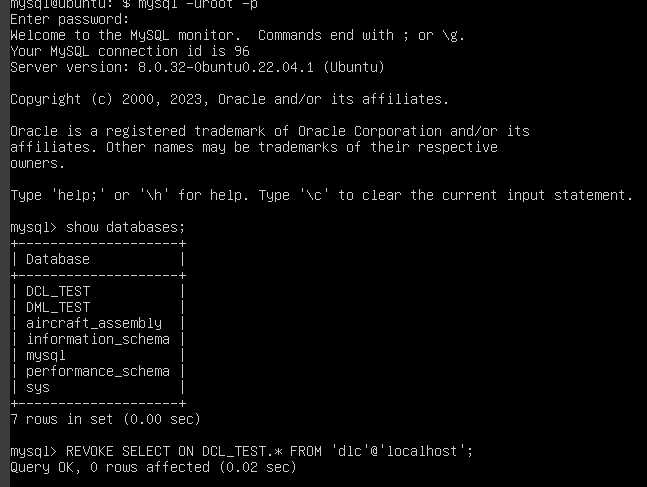 mysql@ubuntu: $ mysql -uroot -p
Enter password:
Welcome to the MySQL monitor.  Commands end with ; or \g.
Your MySQL connection id is 96
Server version: 8.0.32-0buntu0.22.04.1 (Ubuntu)
Copyright (c) 2000, 2023, Oracle and/or its affiliates.
Oracle is a registered trademark of Oracle Corporation and/or its
affiliates. Other names may be trademarks of their respective
owners.
Type 'help;' or '\h' for help. Type '\c' to clear the current input statement.
mysql> show databases;
+--------------------+
| Database           |
+--------------------+
| DCL_TEST           |
| DML_TEST           |
| aircraft_assembly  |
| information_schema |
| mysql              |
| performance_schema |
| sys                |
+--------------------+
7 rows in set (0.00 sec)
mysql> REVOKE SELECT ON DCL_TEST.* FROM 'dlc'@'localhost';
Query OK, 0 rows affected (0.02 sec)